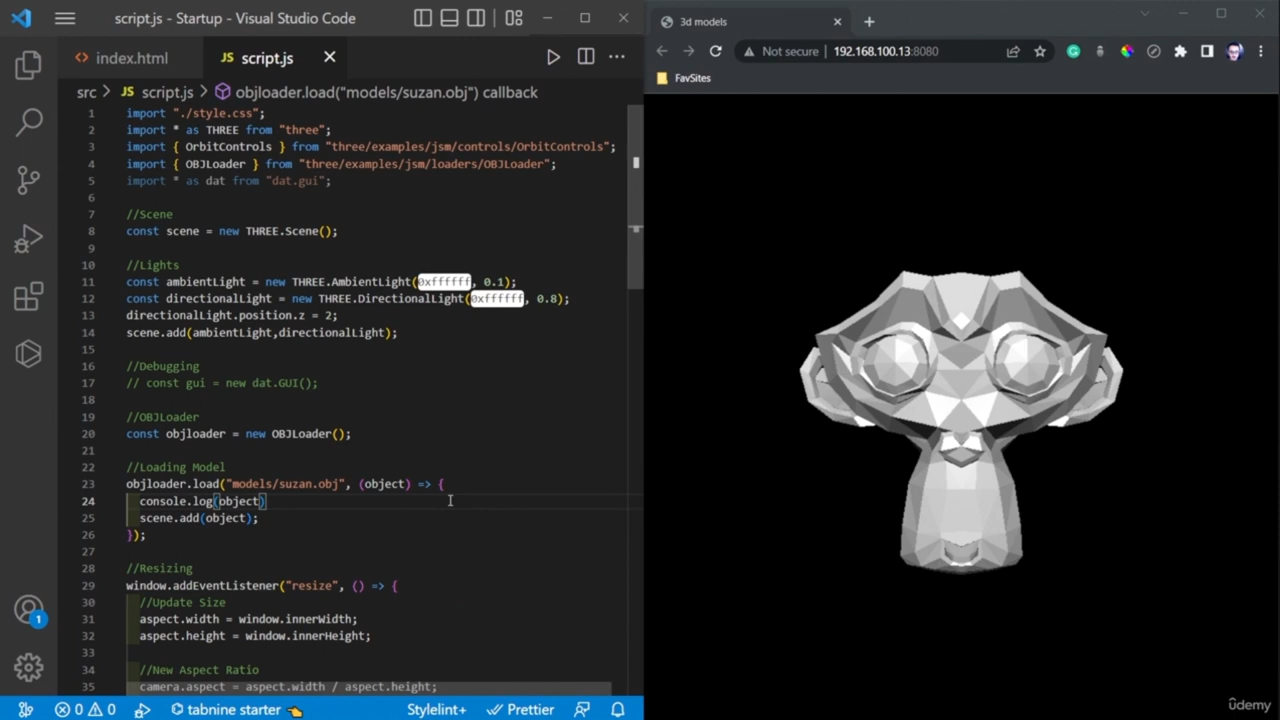 script.js - Startup - Visual Studio Code
index.html
JS script.js
src > JS script.js > objloader.load("models/suzan.obj") callback
1 import "./style.css";
2 import * as THREE from "three";
3 import { OrbitControls } from "three/examples/jsm/controls/OrbitControls";
4 import { OBJLoader } from "three/examples/jsm/loaders/OBJLoader";
5 import * as dat from "dat.gui";
6
7 //Scene
8 const scene = new THREE.Scene();
9
10 //Lights
11 const ambientLight = new THREE.AmbientLight(0xffffff, 0.1);
12 const directionalLight = new THREE.DirectionalLight(0xffffff, 0.8);
13 directionalLight.position.z = 2;
14 scene.add(ambientLight,directionalLight);
15
16 //Debugging
17 // const gui = new dat.GUI();
18
19 //OBJLoader
20 const objloader = new OBJLoader();
21
22 //Loading Model
23 objloader.load("models/suzan.obj", (object) => {
24 console.log(object)
25 scene.add(object);
26 });
27
28 //Resizing
29 window.addEventListener("resize", () => {
30 //Update Size
31 aspect.width = window.innerWidth;
32 aspect.height = window.innerHeight;
33
34 //New Aspect Ratio
35 camera.aspect = aspect.width / aspect.height;
1
0 0 tabnine starter Stylelint+ Prettier
3d models
Not secure 192.168.100.13:8080
FavSites
ûdemy